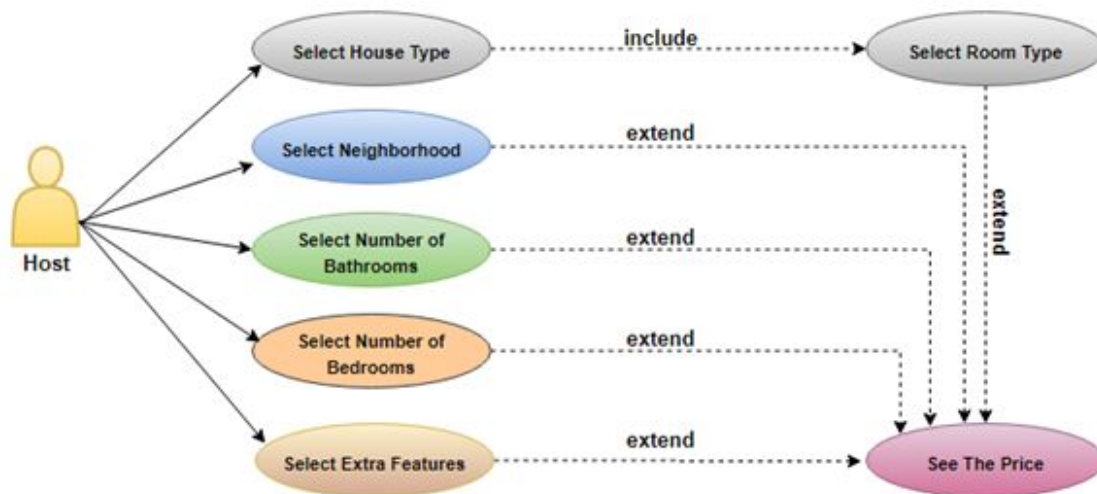 Select House Type
include
Select Room Type
Select Neighborhood
extend
extend
Host
Select Number of
Bathrooms
extend
Select Number of
Bedrooms
extend
Select Extra Features
extend
See The Price